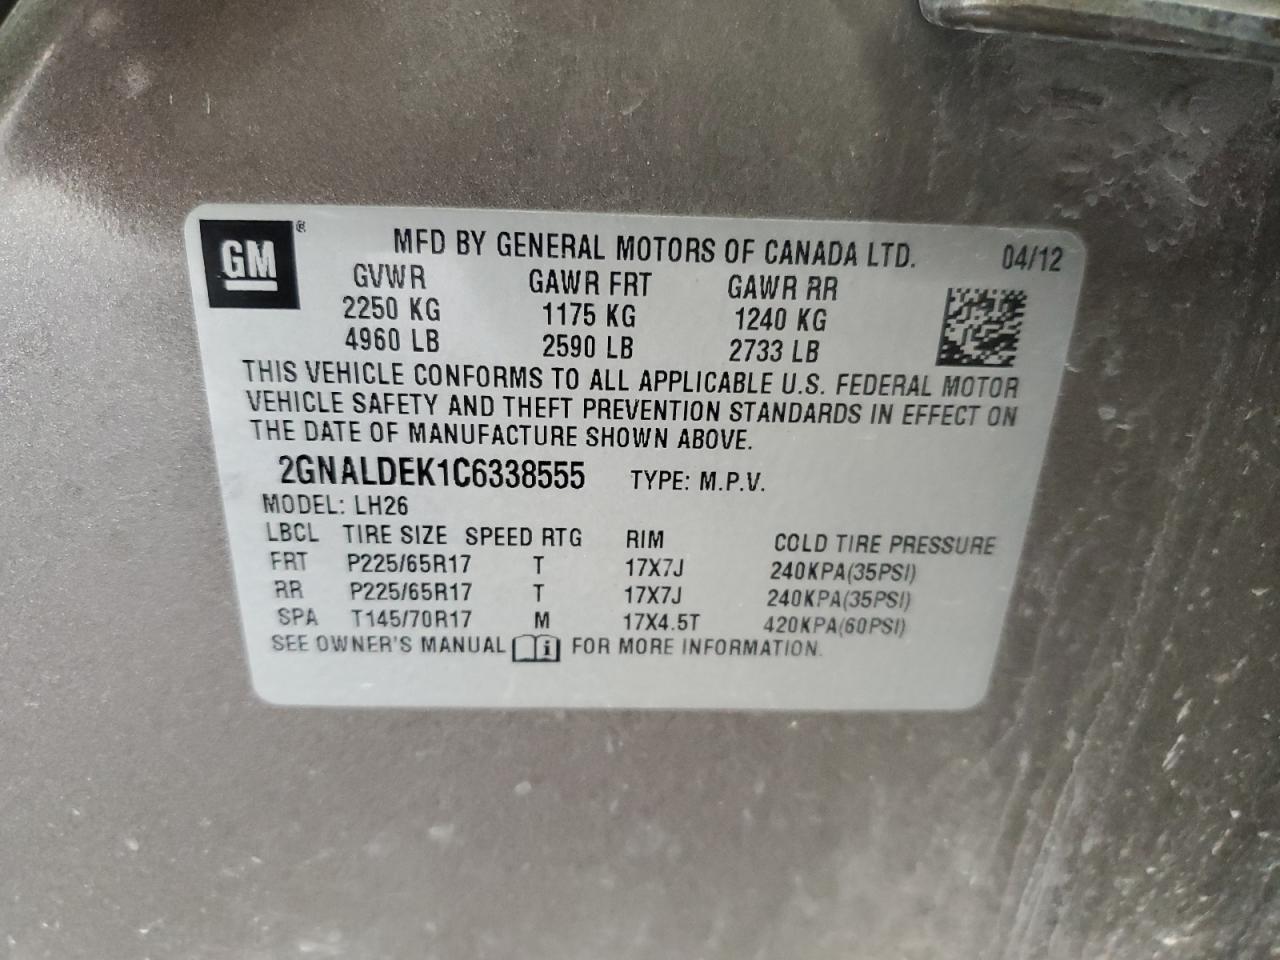 GM ® MFD BY GENERAL MOTORS OF CANADA LTD. 04/12
GVWR GAWR FRT GAWR RR
2250 KG 1175 KG 1240 KG
4960 LB 2590 LB 2733 LB
THIS VEHICLE CONFORMS TO ALL APPLICABLE U.S. FEDERAL MOTOR
VEHICLE SAFETY AND THEFT PREVENTION STANDARDS IN EFFECT ON
THE DATE OF MANUFACTURE SHOWN ABOVE.
2GNALDEK1C6338555 TYPE: M.P.V.
MODEL: LH26
LBCL TIRE SIZE SPEED RTG RIM COLD TIRE PRESSURE
FRT P225/65R17 T 17X7J 240KPA(35PSI)
RR P225/65R17 T 17X7J 240KPA(35PSI)
SPA T145/70R17 M 17X4.5T 420KPA(60PSI)
SEE OWNER'S MANUAL i FOR MORE INFORMATION.